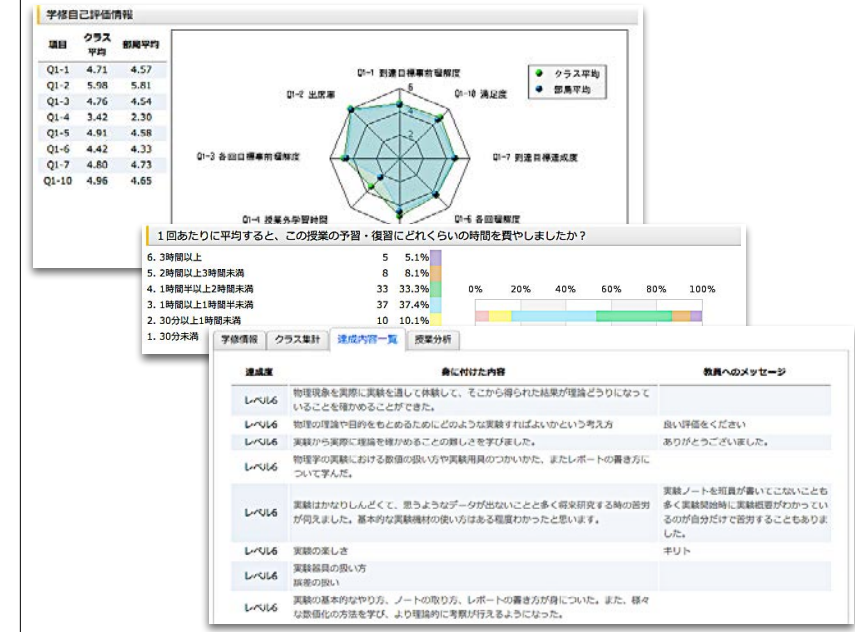 学修自己評価情報
項目 クラス平均 部局平均
Q1-1 4.71 4.57
Q1-2 5.98 5.81
Q1-3 4.76 4.54
Q1-4 3.42 2.30
Q1-5 4.91 4.58
Q1-6 4.42 4.33
Q1-7 4.80 4.73
Q1-10 4.96 4.65
Q1-1 到達目標事前理解度
クラス平均
部局平均
Q1-2 出席率
Q1-10 満足度
6
4
2
Q1-3 各回目標事前理解度
Q1-7 到達目標達成度
Q1-4 授業外学習時間
Q1-6 各回理解度
1回あたりに平均すると、この授業の予習・復習にどれくらいの時間を費やしましたか？
6. 3時間以上 5 5.1%
5. 2時間以上3時間未満 8 8.1%
4. 1時間半以上2時間未満 33 33.3%
3. 1時間以上1時間半未満 37 37.4%
2. 30分以上1時間未満 10 10.1%
1. 30分未満
0% 20% 40% 60% 80% 100%
学修情報 クラス集計 達成内容一覧 授業分析
達成度 身に付けた内容 教員へのメッセージ
レベル6 物理現象を実際に実験を通して体験して、そこから得られた結果が理論どうりになって
いることを確かめることができた。
レベル6 物理の理論や目的をもとめるためにどのような実験すればよいかという考え方 良い評価をください
レベル6 実験から実際に理論を確かめることの難しさを学びました。 ありがとうございました。
レベル6 物理学の実験における数値の扱い方や実験用具のつかいかた、またレポートの書き方に
ついて学んだ。
レベル6 実験はかなりしんどくて、思うようなデータが出ないことと多く将来研究する時の苦労
が伺えました。基本的な実験機材の使い方はある程度わかったと思います。
実験ノートを班員が書いてこないことも
多く実験開始時に実験概要がわかってい
るのが自分だけで苦労することもありま
した。
レベル6 実験の楽しさ キリト
レベル6 実験器具の扱い方
誤差の扱い
レベル6 実験の基本的なやり方、ノートの取り方、レポートの書き方が身についた。また、様々
な数値化の方法を学び、より理論的に考察が行えるようになった。